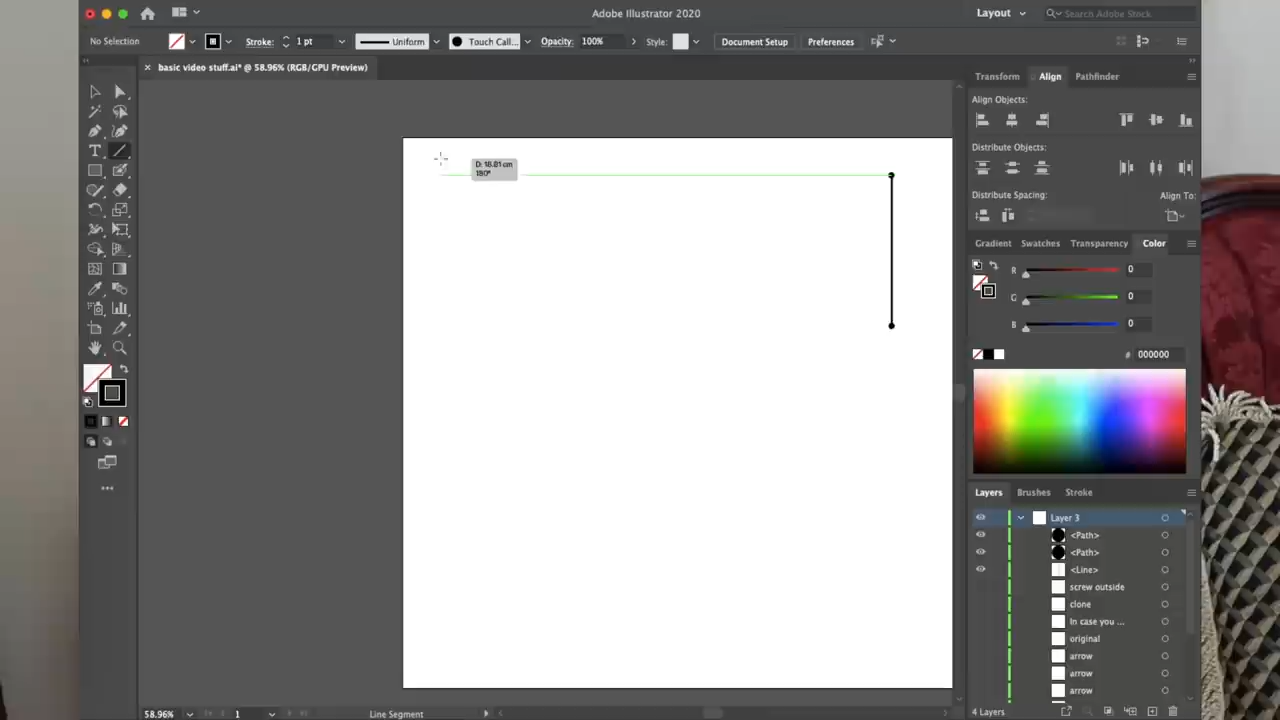 Adobe Illustrator 2020
Layout
Search Adobe Stock
No Selection
Stroke:
1 pt
Uniform
Touch Call...
Opacity:
100%
Style:
Document Setup
Preferences
basic video stuff.ai* @ 58.96% (RGB/GPU Preview)
Transform
Align
Pathfinder
Align Objects:
Distribute Objects:
Distribute Spacing:
Align To:
D: 18.81 cm
180°
Gradient
Swatches
Transparency
Color
R
0
G
0
B
0
# 000000
Layers
Brushes
Stroke
Layer 3
<Path>
<Path>
<Line>
screw outside
clone
In case you ...
original
arrow
arrow
arrow
58.96%
1
Line Segment
4 Layers